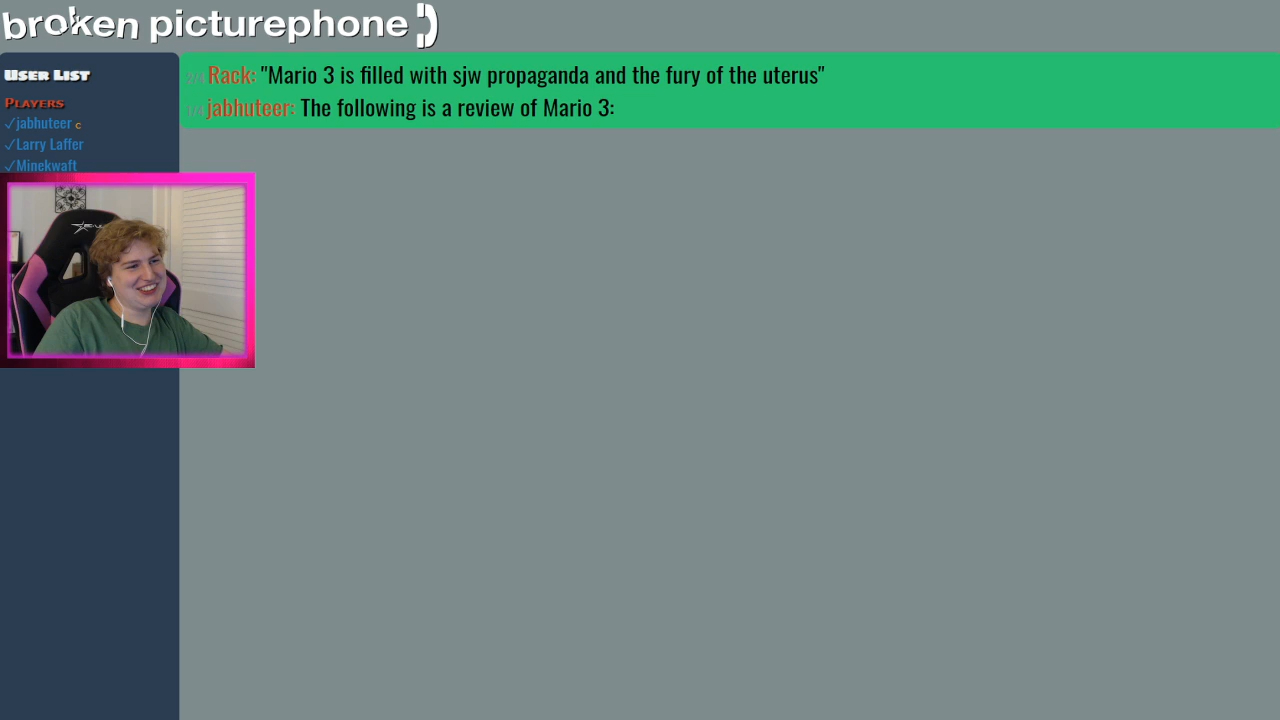 broken picturephone
User List
Players
✓jabhuteer c
✓Larry Laffer
✓Minekwaft
Rack: "Mario 3 is filled with sjw propaganda and the fury of the uterus"
jabhuteer: The following is a review of Mario 3: